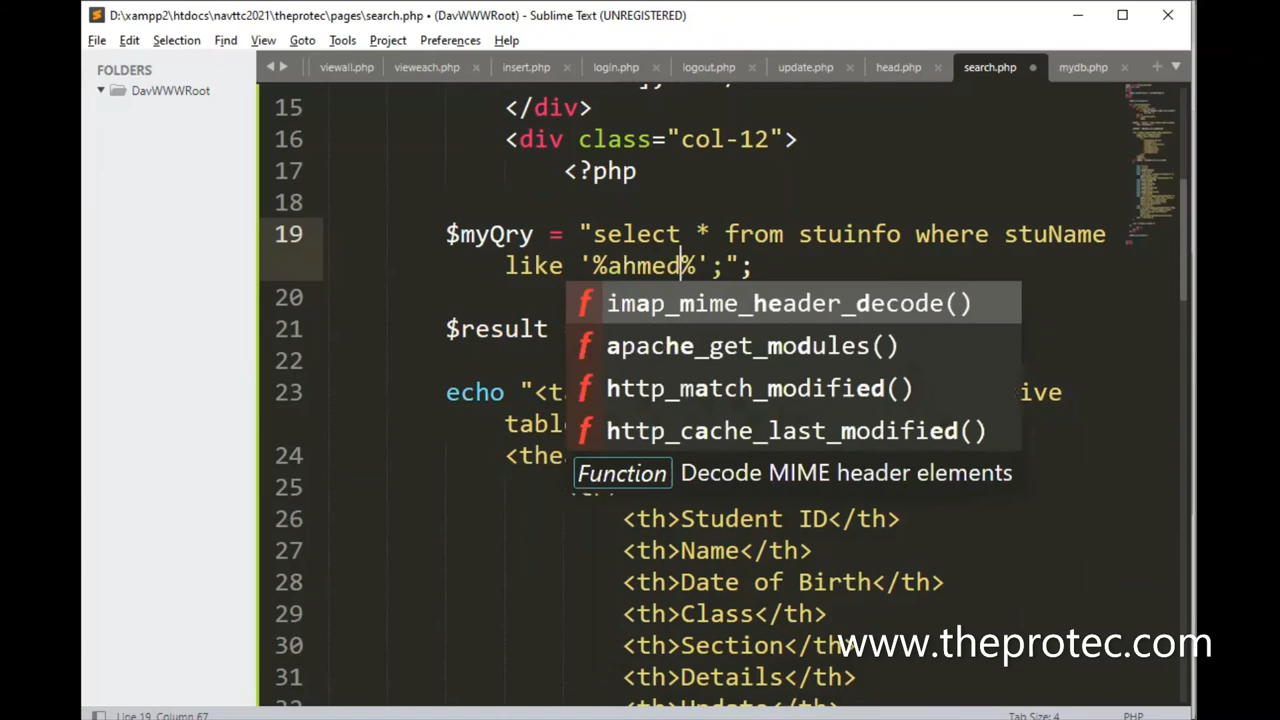 D:\xampp2\htdocs\navttc2021\theprotec\pages\search.php • (DavWWWRoot) - Sublime Text (UNREGISTERED)
File Edit Selection Find View Goto Tools Project Preferences Help
FOLDERS
DavWWWRoot
viewall.php vieweach.php insert.php login.php logout.php update.php head.php search.php mydb.php
15 </div>
16 <div class="col-12">
17 <?php
18
19 $myQry = "select * from stuinfo where stuName
like '%ahmed%';";
20
21 $result
22
23 echo "<t ive
tabl
24 <the
25
26 <th>Student ID</th>
27 <th>Name</th>
28 <th>Date of Birth</th>
29 <th>Class</th>
30 <th>Section</th>
31 <th>Details</th>
<th>Update</th>
f imap_mime_header_decode()
f apache_get_modules()
f http_match_modified()
f http_cache_last_modified()
Function Decode MIME header elements
www.theprotec.com
Line 19, Column 67 Tab Size: 4 PHP